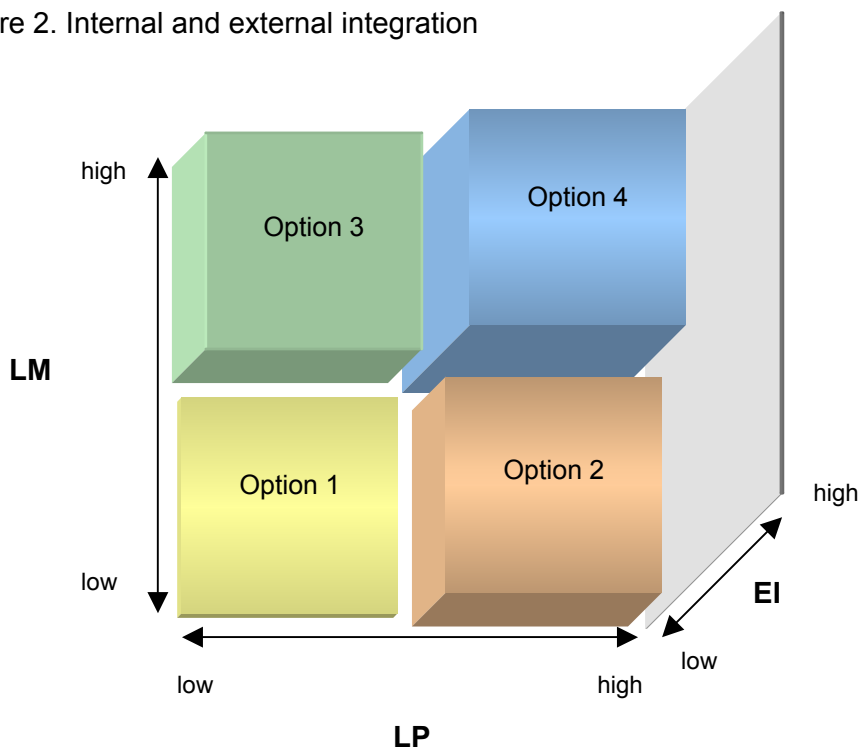 re 2. Internal and external integration
high
Option 3
Option 4
LM
Option 1
Option 2
high
low
EI
low
low
high
LP